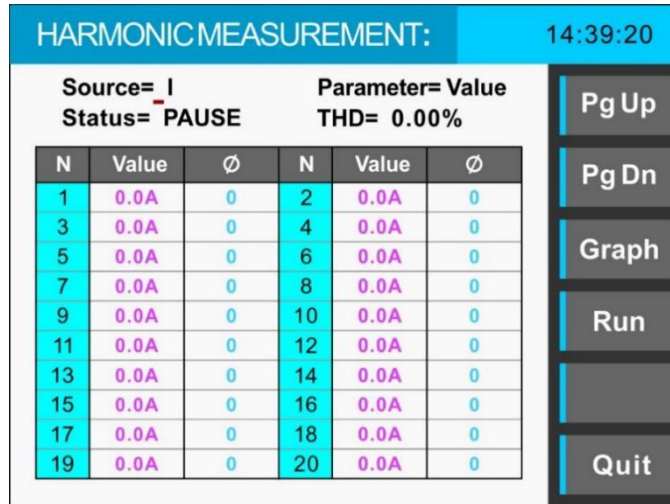 HARMONIC MEASUREMENT: 14:39:20
Source= I Parameter= Value
Status= PAUSE THD= 0.00%
N Value Ø N Value Ø
1 0.0A 0 2 0.0A 0
3 0.0A 0 4 0.0A 0
5 0.0A 0 6 0.0A 0
7 0.0A 0 8 0.0A 0
9 0.0A 0 10 0.0A 0
11 0.0A 0 12 0.0A 0
13 0.0A 0 14 0.0A 0
15 0.0A 0 16 0.0A 0
17 0.0A 0 18 0.0A 0
19 0.0A 0 20 0.0A 0
Pg Up
Pg Dn
Graph
Run
Quit